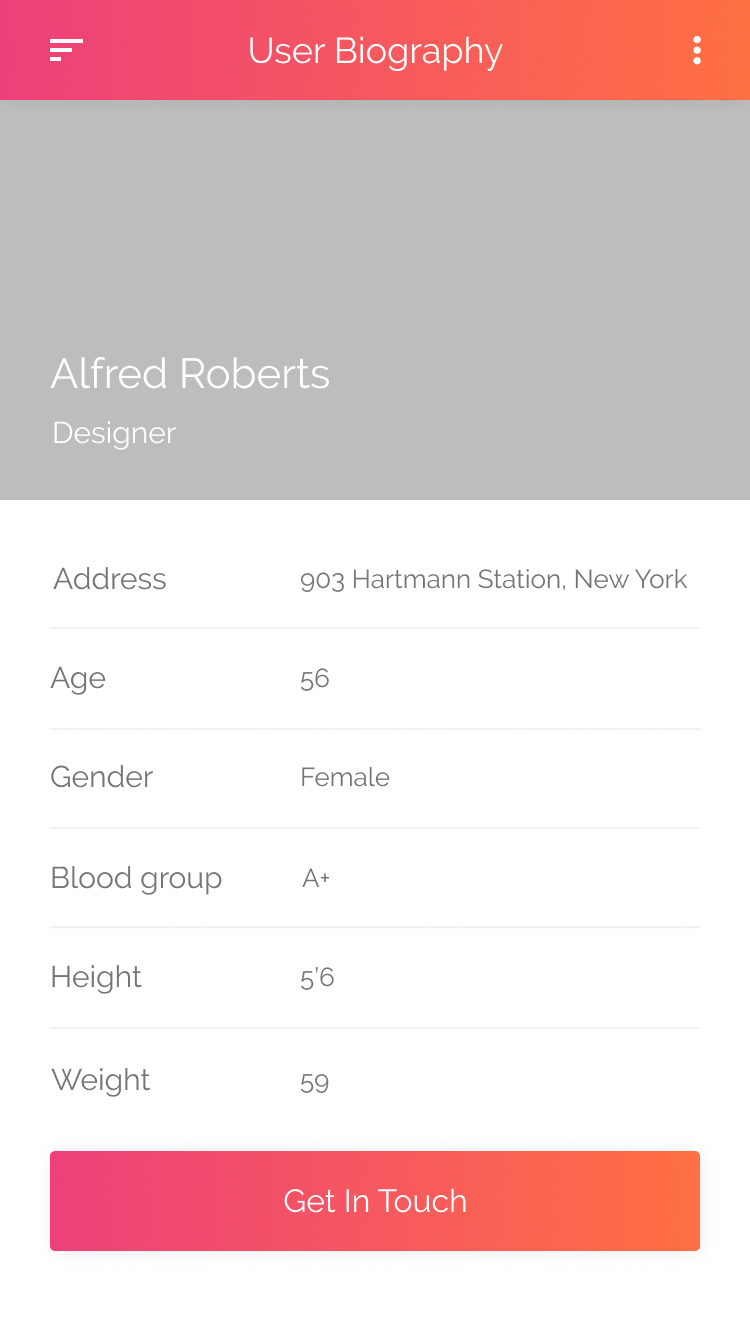 User Biography
Alfred Roberts
Designer
Address 903 Hartmann Station, New York
Age 56
Gender Female
Blood group A+
Height 5’6
Weight 59
Get In Touch